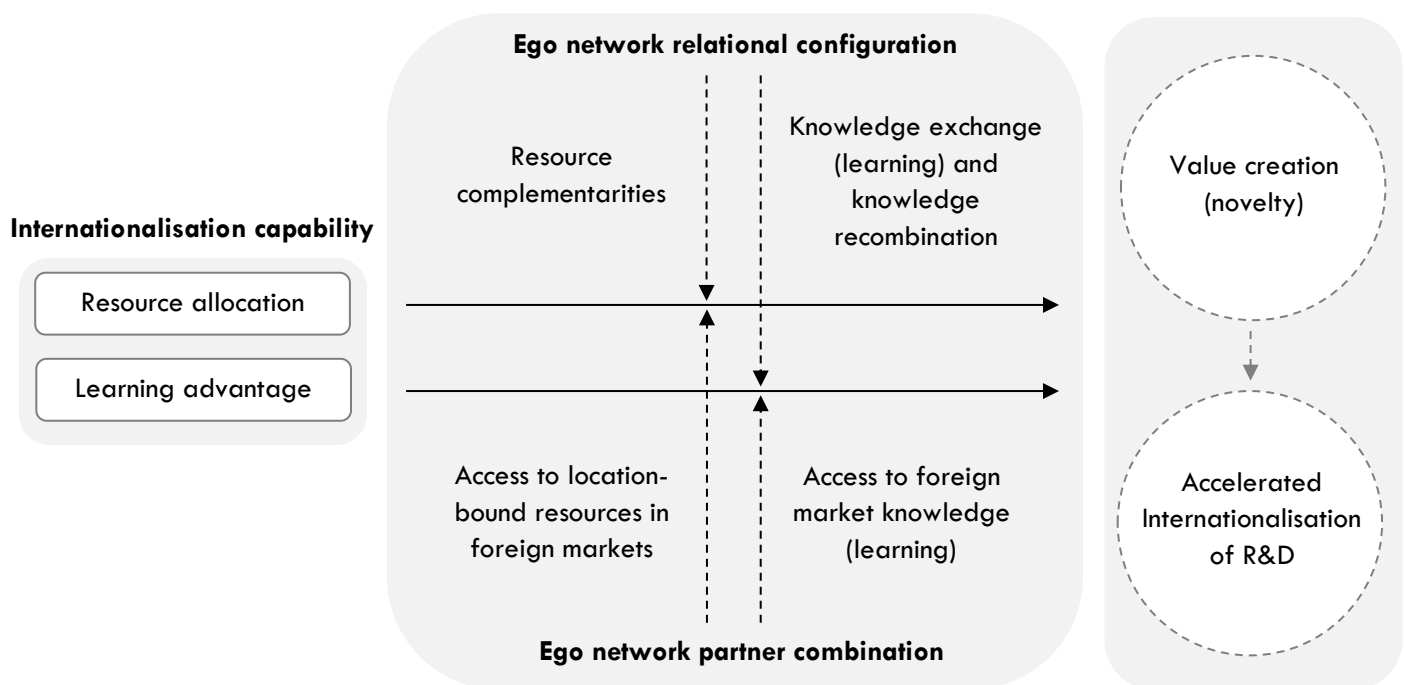 Ego network relational configuration
Resource
complementarities
Knowledge exchange
(learning) and
knowledge
recombination
Value creation
(novelty)
Internationalisation capability
Resource allocation
Learning advantage
Access to location-
bound resources in
foreign markets
Access to foreign
market knowledge
(learning)
Accelerated
Internationalisation
of R&D
Ego network partner combination